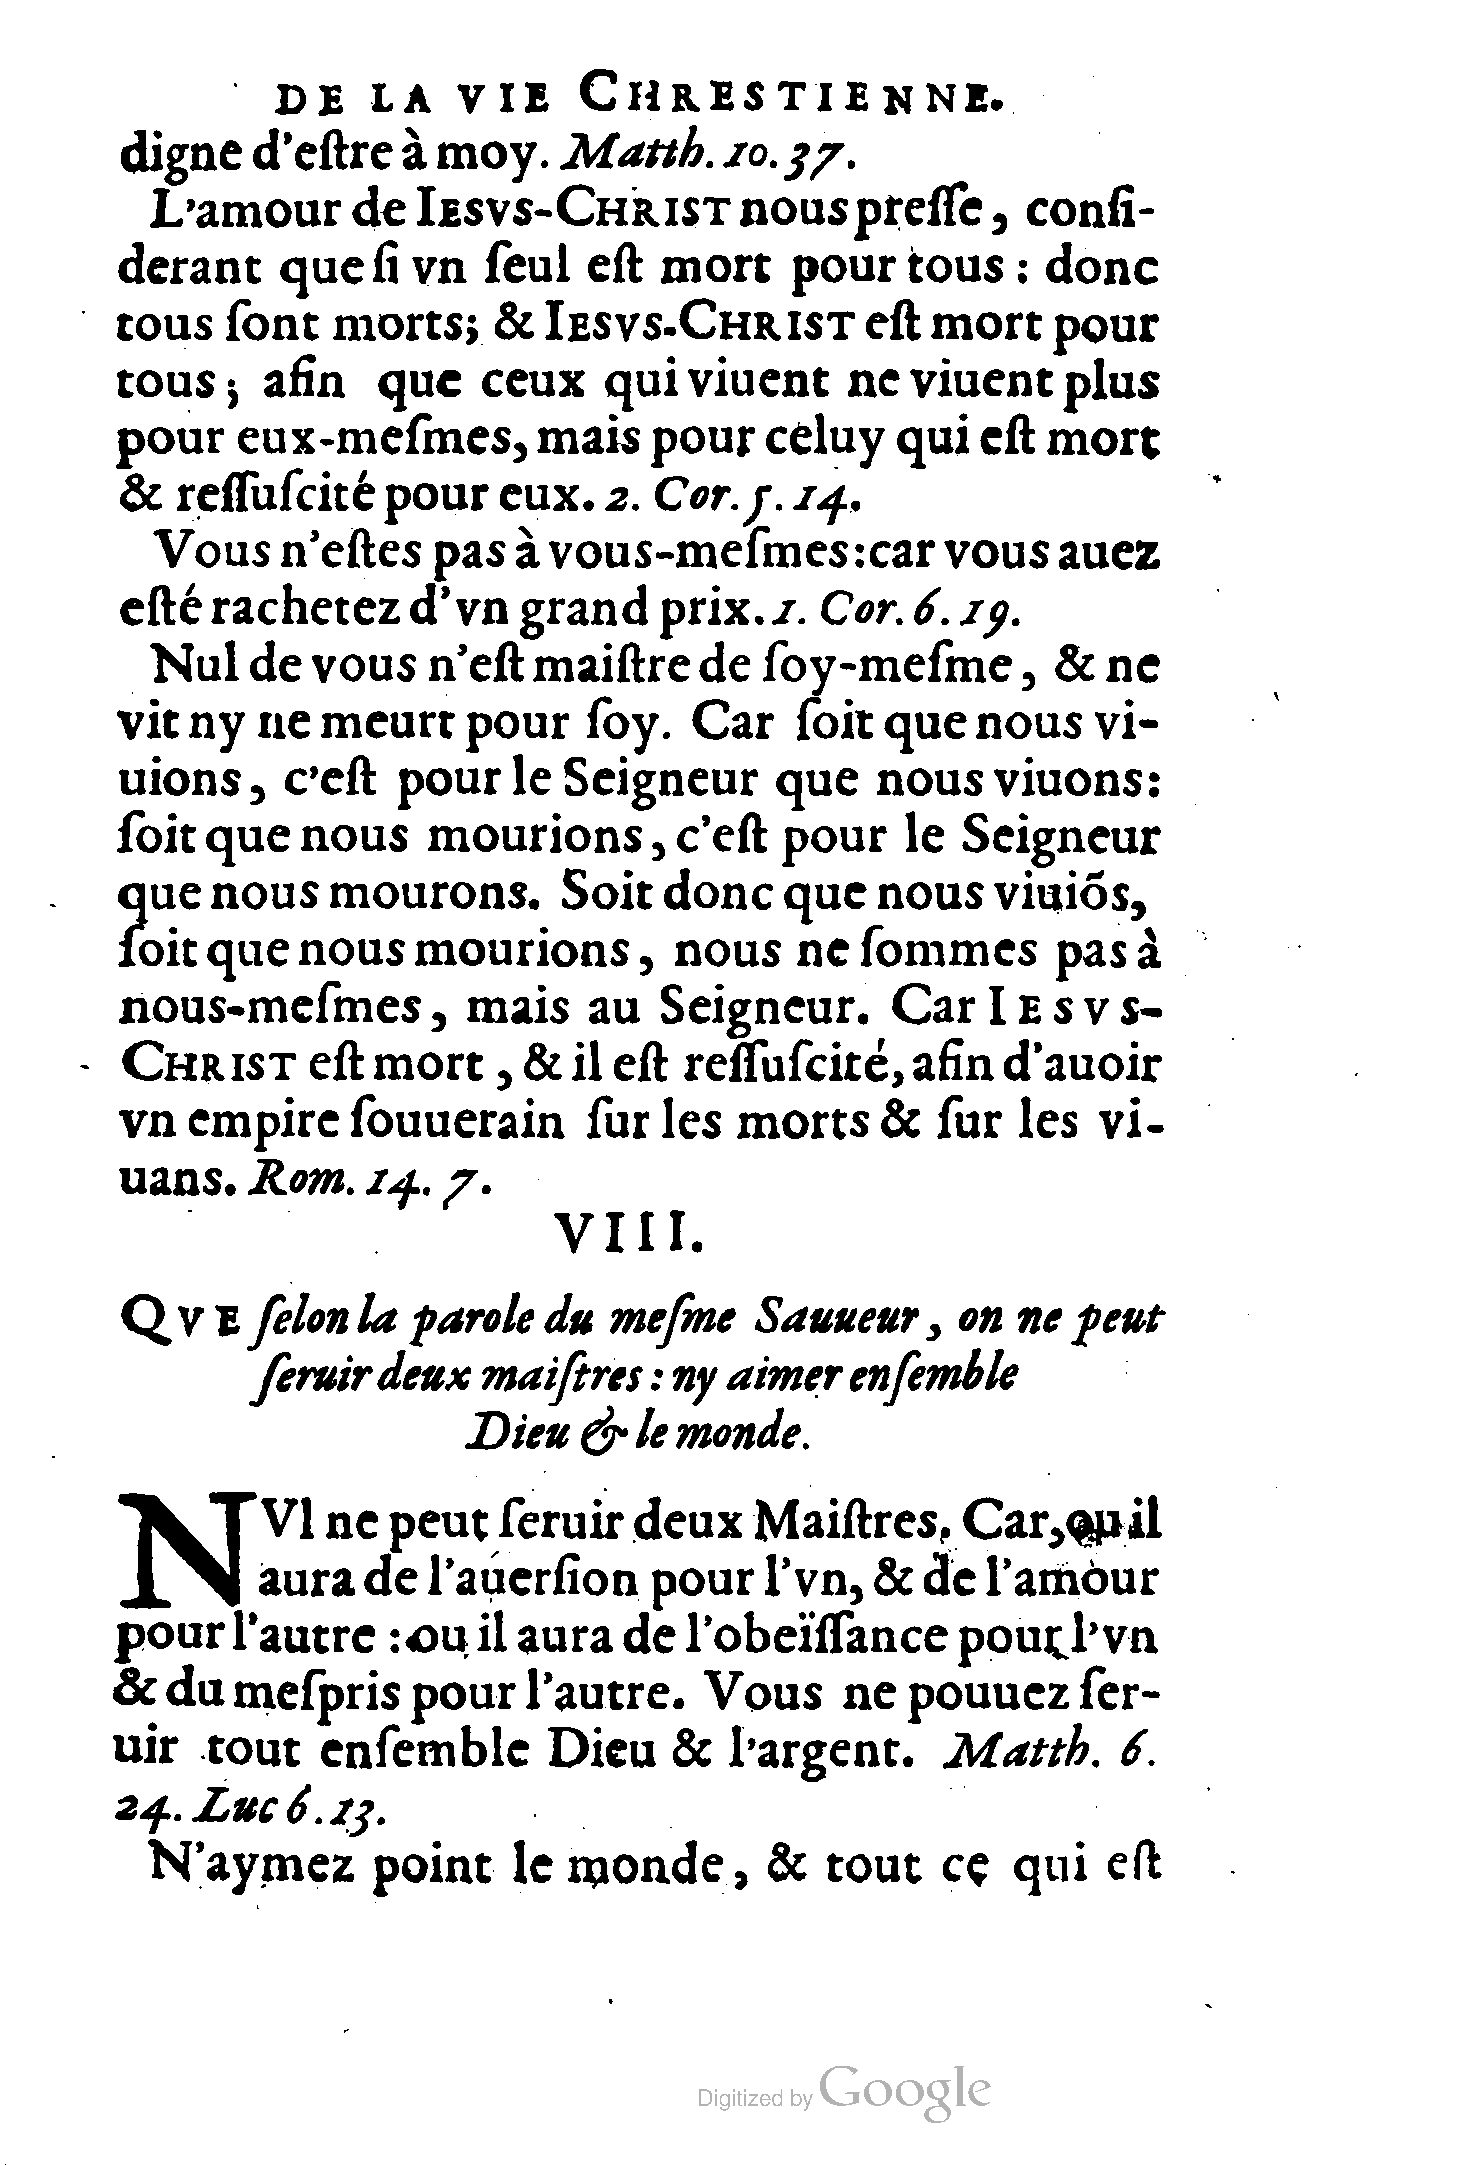 DE LA VIE CHRESTIENNE.
digne d'eſtre à moy. Matth. 10. 37.
L'amour de IESVS-CHRIST nous preſſe, conſi-
derant que ſi vn ſeul eſt mort pour tous : donc
tous ſont morts; & IESVS-CHRIST eſt mort pour
tous ; afin que ceux qui viuent ne viuent plus
pour eux-meſmes, mais pour celuy qui eſt mort
& reſſuſcité pour eux. 2. Cor. 5. 14.
Vous n'eſtes pas à vous-meſmes: car vous auez
eſté rachetez d'vn grand prix. 1. Cor. 6. 19.
Nul de vous n'eſt maiſtre de ſoy-meſme, & ne
vit ny ne meurt pour ſoy. Car ſoit que nous vi-
uions, c'eſt pour le Seigneur que nous viuons:
ſoit que nous mourions, c'eſt pour le Seigneur
que nous mourons. Soit donc que nous viuiõs,
ſoit que nous mourions, nous ne ſommes pas à
nous-meſmes, mais au Seigneur. Car IESVS-
CHRIST eſt mort, & il eſt reſſuſcité, afin d'auoir
vn empire ſouuerain ſur les morts & ſur les vi-
uans. Rom. 14. 7.
VIII.
QVE ſelon la parole du meſme Sauueur, on ne peut
ſeruir deux maiſtres : ny aimer enſemble
Dieu & le monde.
NVl ne peut ſeruir deux Maiſtres. Car, ou il
aura de l'auerſion pour l'vn, & de l'amour
pour l'autre : ou il aura de l'obeïſſance pour l'vn
& du meſpris pour l'autre. Vous ne pouuez ſer-
uir tout enſemble Dieu & l'argent. Matth. 6.
24. Luc 6. 13.
N'aymez point le monde, & tout ce qui eſt
Digitized by Google